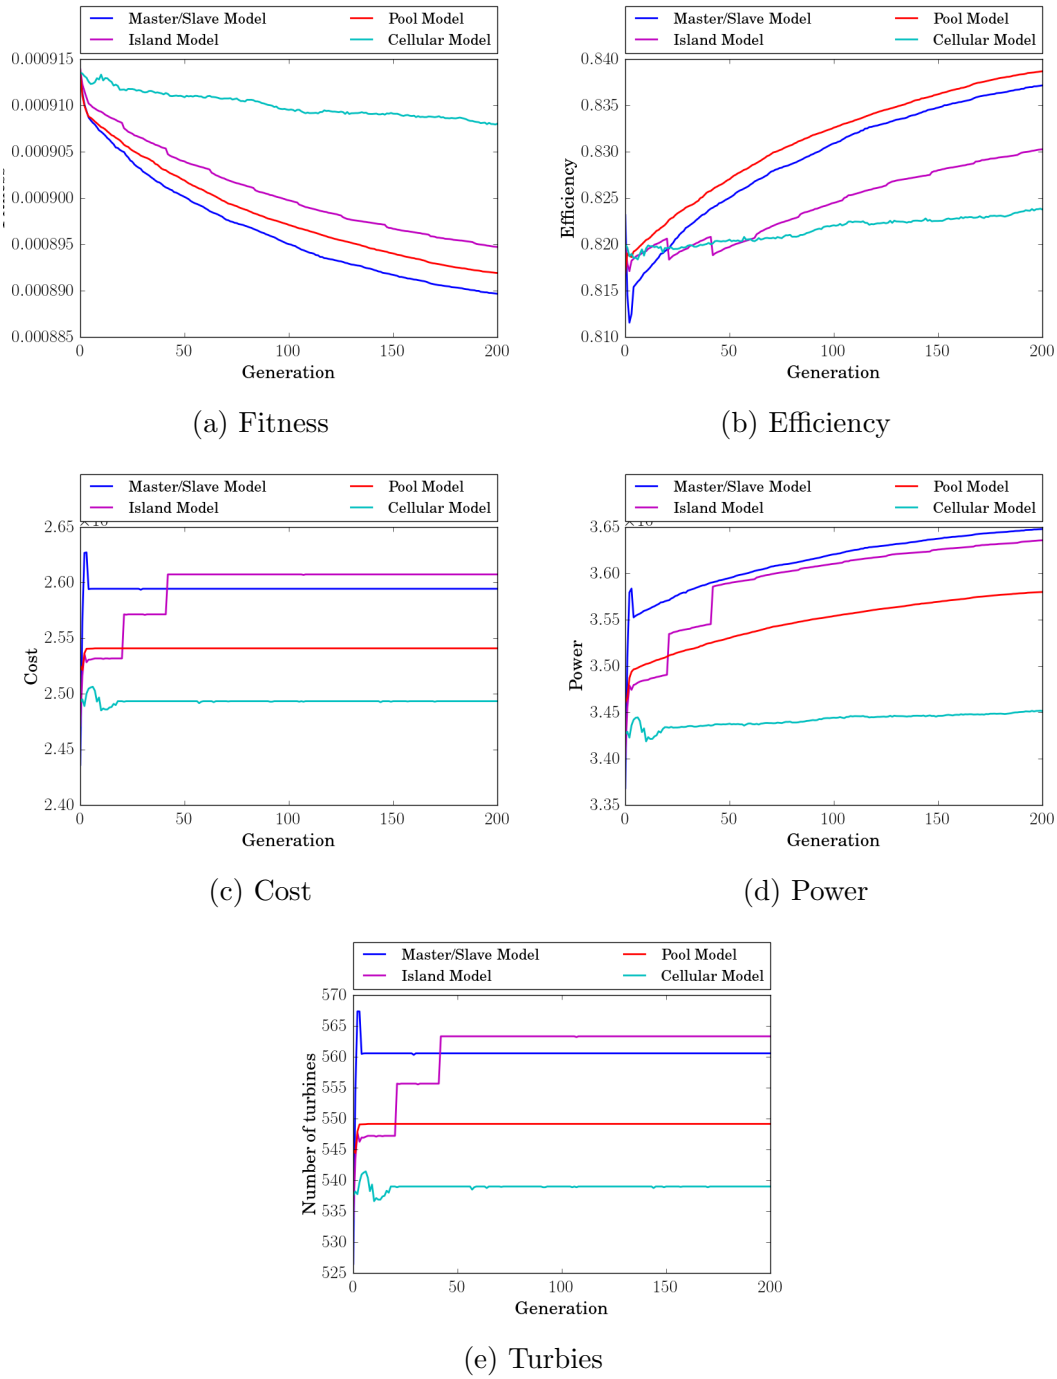 Master/Slave Model Pool Model
Island Model Cellular Model
0.000915
0.000910
0.000905
0.000900
0.000895
0.000890
0.000885
0 50 100 150 200
Generation
(a) Fitness
Master/Slave Model Pool Model
Island Model Cellular Model
Efficiency
0.840
0.835
0.830
0.825
0.820
0.815
0.810
0 50 100 150 200
Generation
(b) Efficiency
Master/Slave Model Pool Model
Island Model Cellular Model
Cost
2.65
2.60
2.55
2.50
2.45
2.40
0 50 100 150 200
Generation
(c) Cost
Master/Slave Model Pool Model
Island Model Cellular Model
Power
3.65
3.60
3.55
3.50
3.45
3.40
3.35
0 50 100 150 200
Generation
(d) Power
Master/Slave Model Pool Model
Island Model Cellular Model
Number of turbines
570
565
560
555
550
545
540
535
530
525
0 50 100 150 200
Generation
(e) Turbies